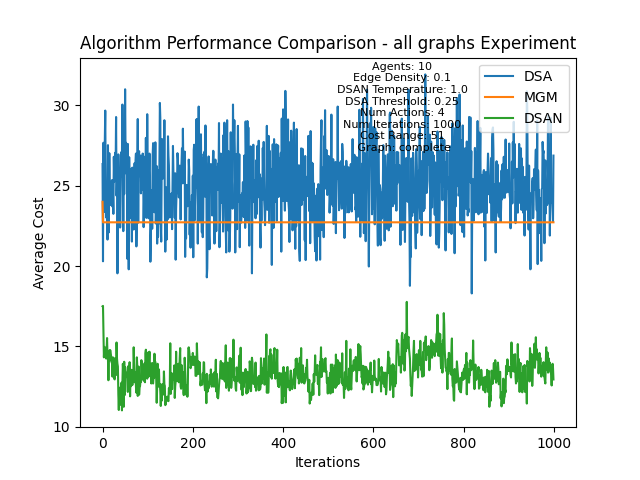 Algorithm Performance Comparison - all graphs Experiment
Agents: 10
Edge Density: 0.1
DSAN Temperature: 1.0
DSA Threshold: 0.25
Num Actions: 4
Num Iterations: 1000
Cost Range: 51
Graph: complete
DSA
MGM
DSAN
Average Cost
30
25
20
15
10
0
200
400
600
800
1000
Iterations